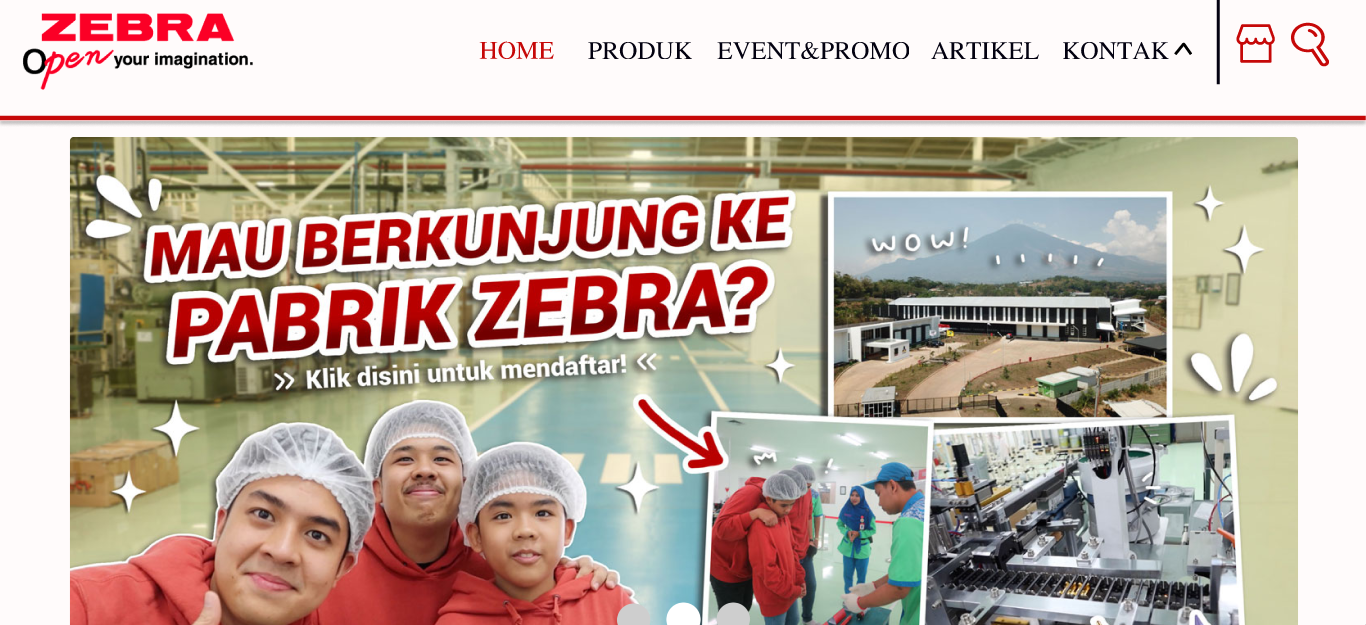 ZEBRA
Open your imagination.
HOME PRODUK EVENT&PROMO ARTIKEL KONTAK
MAU BERKUNJUNG KE
PABRIK ZEBRA?
» Klik disini untuk mendaftar! «
WOW!